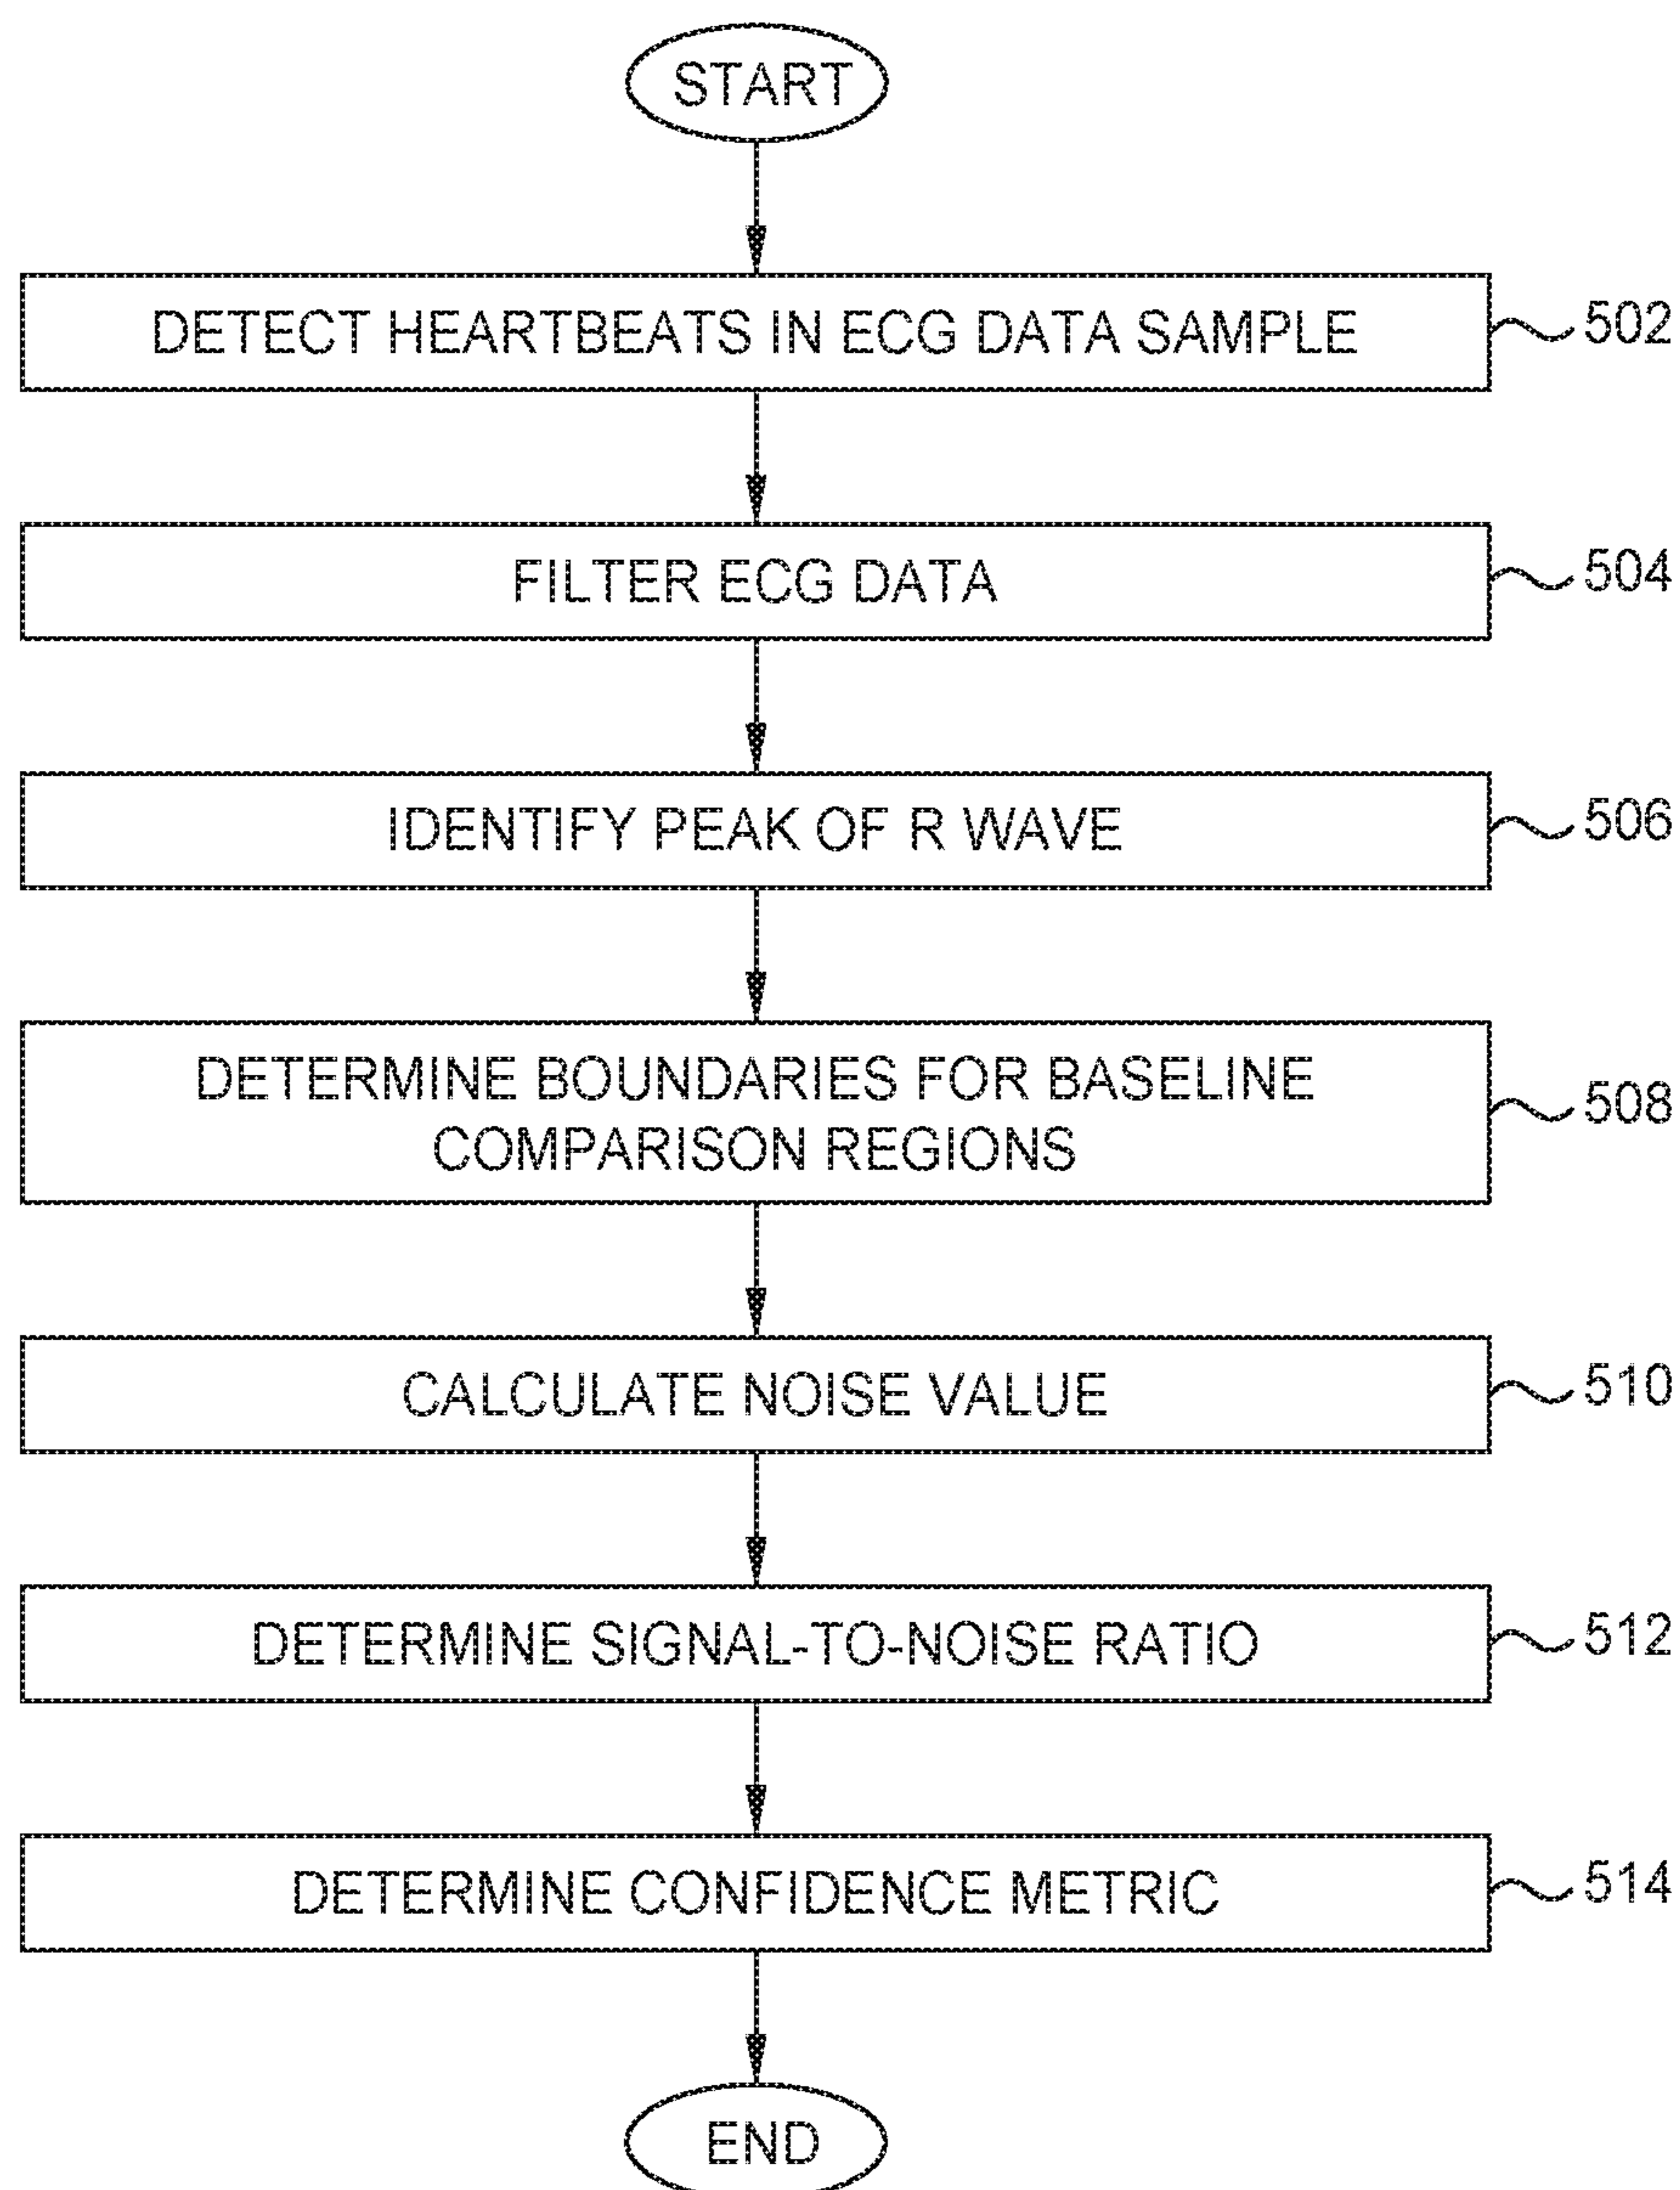 START
DETECT HEARTBEATS IN ECG DATA SAMPLE
502
FILTER ECG DATA
504
IDENTIFY PEAK OF R WAVE
506
DETERMINE BOUNDARIES FOR BASELINE
COMPARISON REGIONS
508
CALCULATE NOISE VALUE
510
DETERMINE SIGNAL-TO-NOISE RATIO
512
DETERMINE CONFIDENCE METRIC
514
END